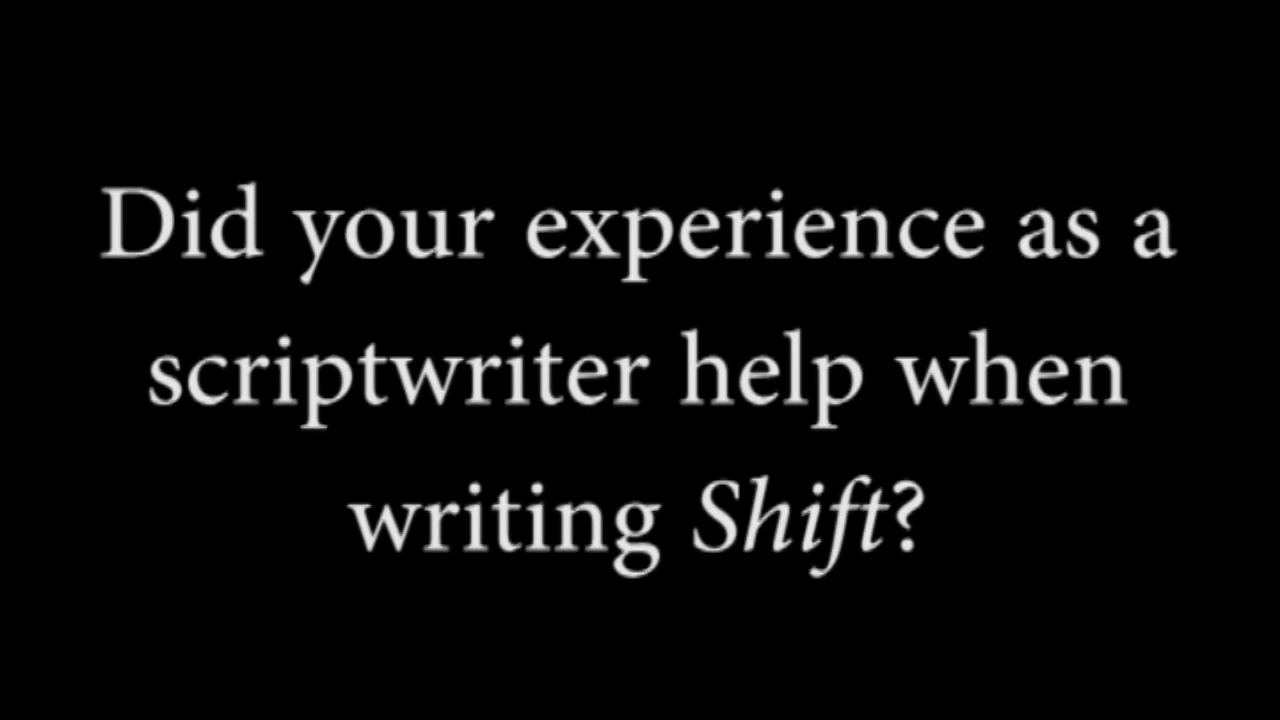 Did your experience as a
scriptwriter help when
writing Shift?